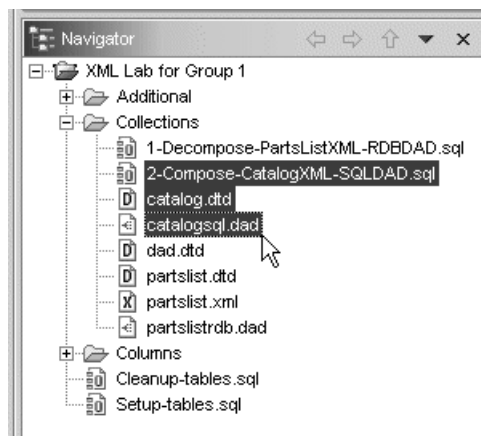 Navigator
XML Lab for Group 1
Additional
Collections
1-Decompose-PartsListXML-RDBDAD.sql
2-Compose-CatalogXML-SQLDAD.sql
catalog.dtd
catalogsql.dad
dad.dtd
partslist.dtd
partslist.xml
partslistrdb.dad
Columns
Cleanup-tables.sql
Setup-tables.sql